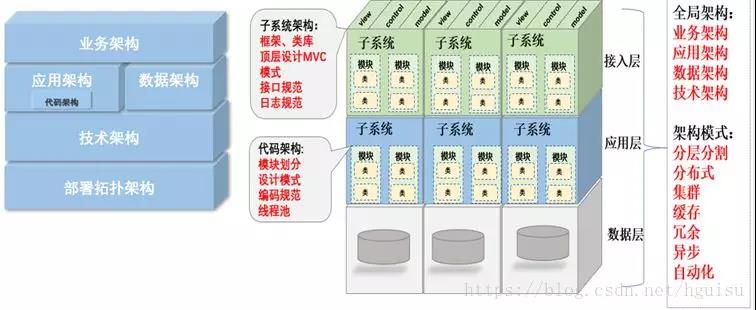 业务架构
应用架构
代码架构
数据架构
技术架构
部署拓扑架构
子系统架构:
框架、类库
顶层设计MVC
模式
接口规范
日志规范
代码架构:
模块划分
设计模式
编码规范
线程池
view control model view control model view control model
子系统 子系统 子系统
模块 模块 模块 模块 模块 模块
类 类 类 类 类 类
类 类 类 类 类 类
子系统 子系统 子系统
模块 模块 模块 模块 模块 模块
类 类 类 类 类 类
类 类 类 类 类 类
接入层
应用层
数据层
全局架构:
业务架构
应用架构
数据架构
技术架构
架构模式:
分层分割
分布式
集群
缓存
冗余
异步
自动化
https://blog.csdn.net/hguisu